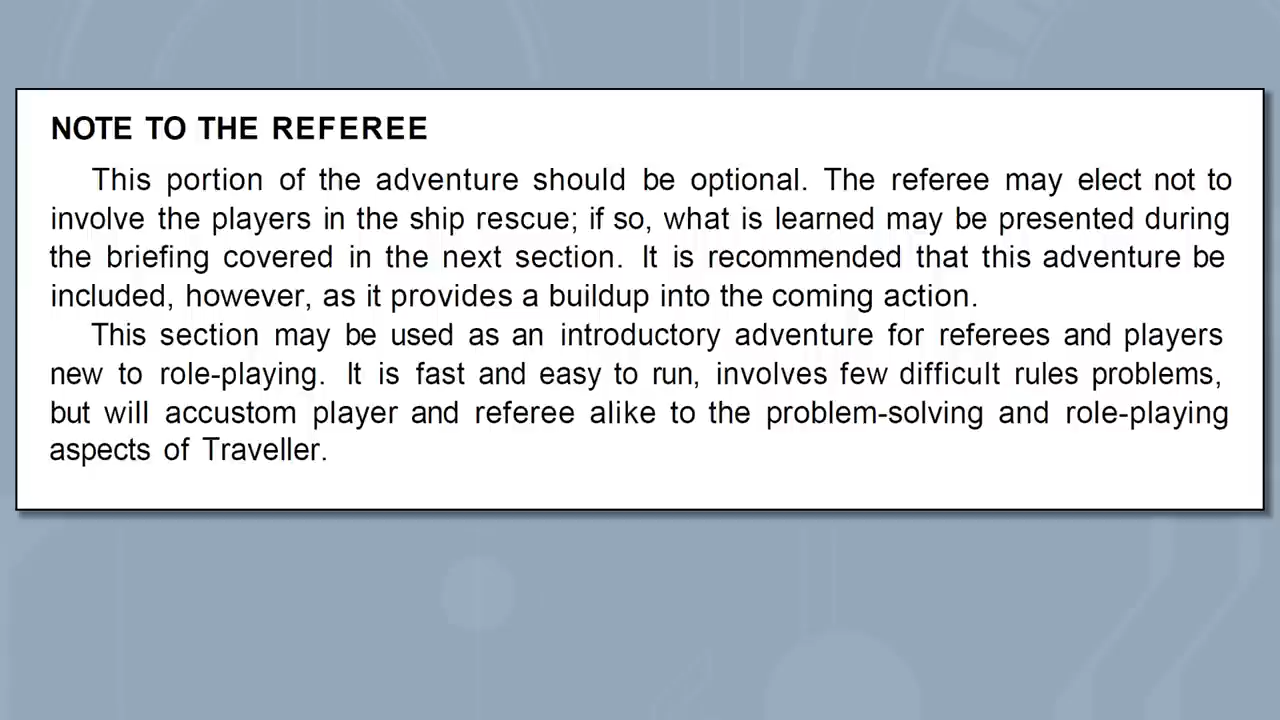 NOTE TO THE REFEREE
This portion of the adventure should be optional. The referee may elect not to
involve the players in the ship rescue; if so, what is learned may be presented during
the briefing covered in the next section. It is recommended that this adventure be
included, however, as it provides a buildup into the coming action.
This section may be used as an introductory adventure for referees and players
new to role-playing. It is fast and easy to run, involves few difficult rules problems,
but will accustom player and referee alike to the problem-solving and role-playing
aspects of Traveller.